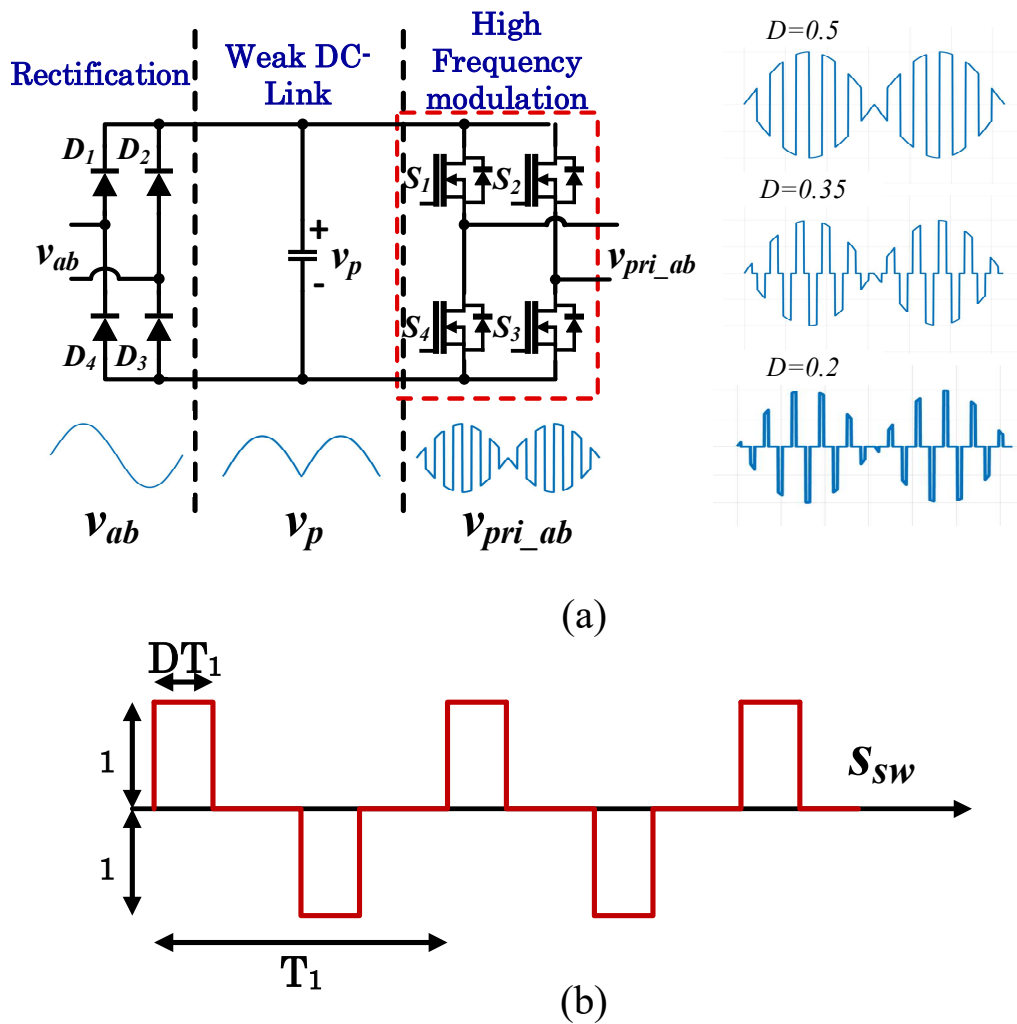 Rectification
Weak DC-
Link
High
Frequency
modulation
D1 D2
D4 D3
vab
+
vp
-
S1 S2
S4 S3
vpri_ab
vab
vp
vpri_ab
D=0.5
D=0.35
D=0.2
(a)
DT1
1
1
ssw
T1
(b)